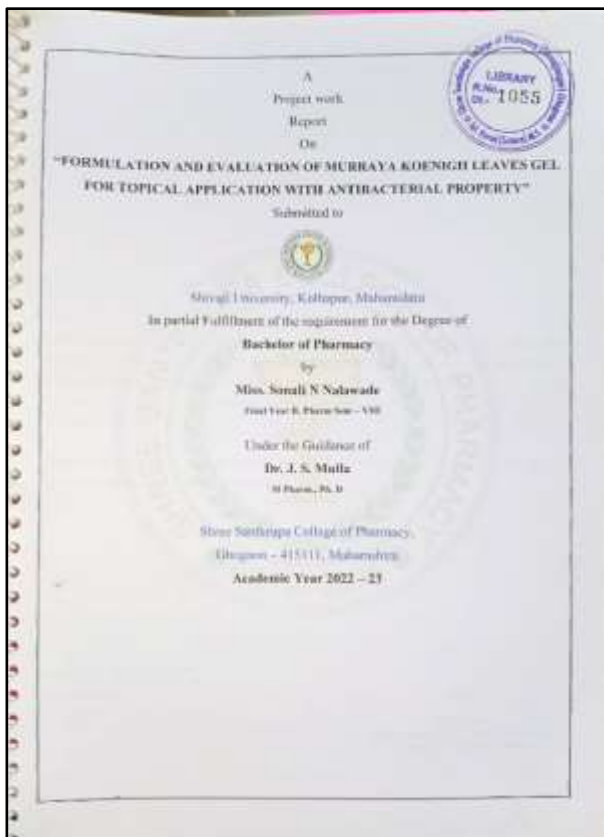 A
Project work
Report
On
"FORMULATION AND EVALUATION OF MURRAYA KOENIGH LEAVES GEL
FOR TOPICAL APPLICATION WITH ANTIBACTERIAL PROPERTY"
Submitted to
Shivaji University, Kolhapur, Maharashtra
In partial Fulfillment of the requirement for the Degree of
Bachelor of Pharmacy
by
Miss. Sonali N Nalawade
Final Year B. Pharm Sem – VIII
Under the Guidance of
Dr. J. S. Mulla
M Pharm., Ph. D
Shree Santkrupa College of Pharmacy,
Ghogaon – 415111, Maharashtra
Academic Year 2022 – 23
LIBRARY
1055
PHARMACY